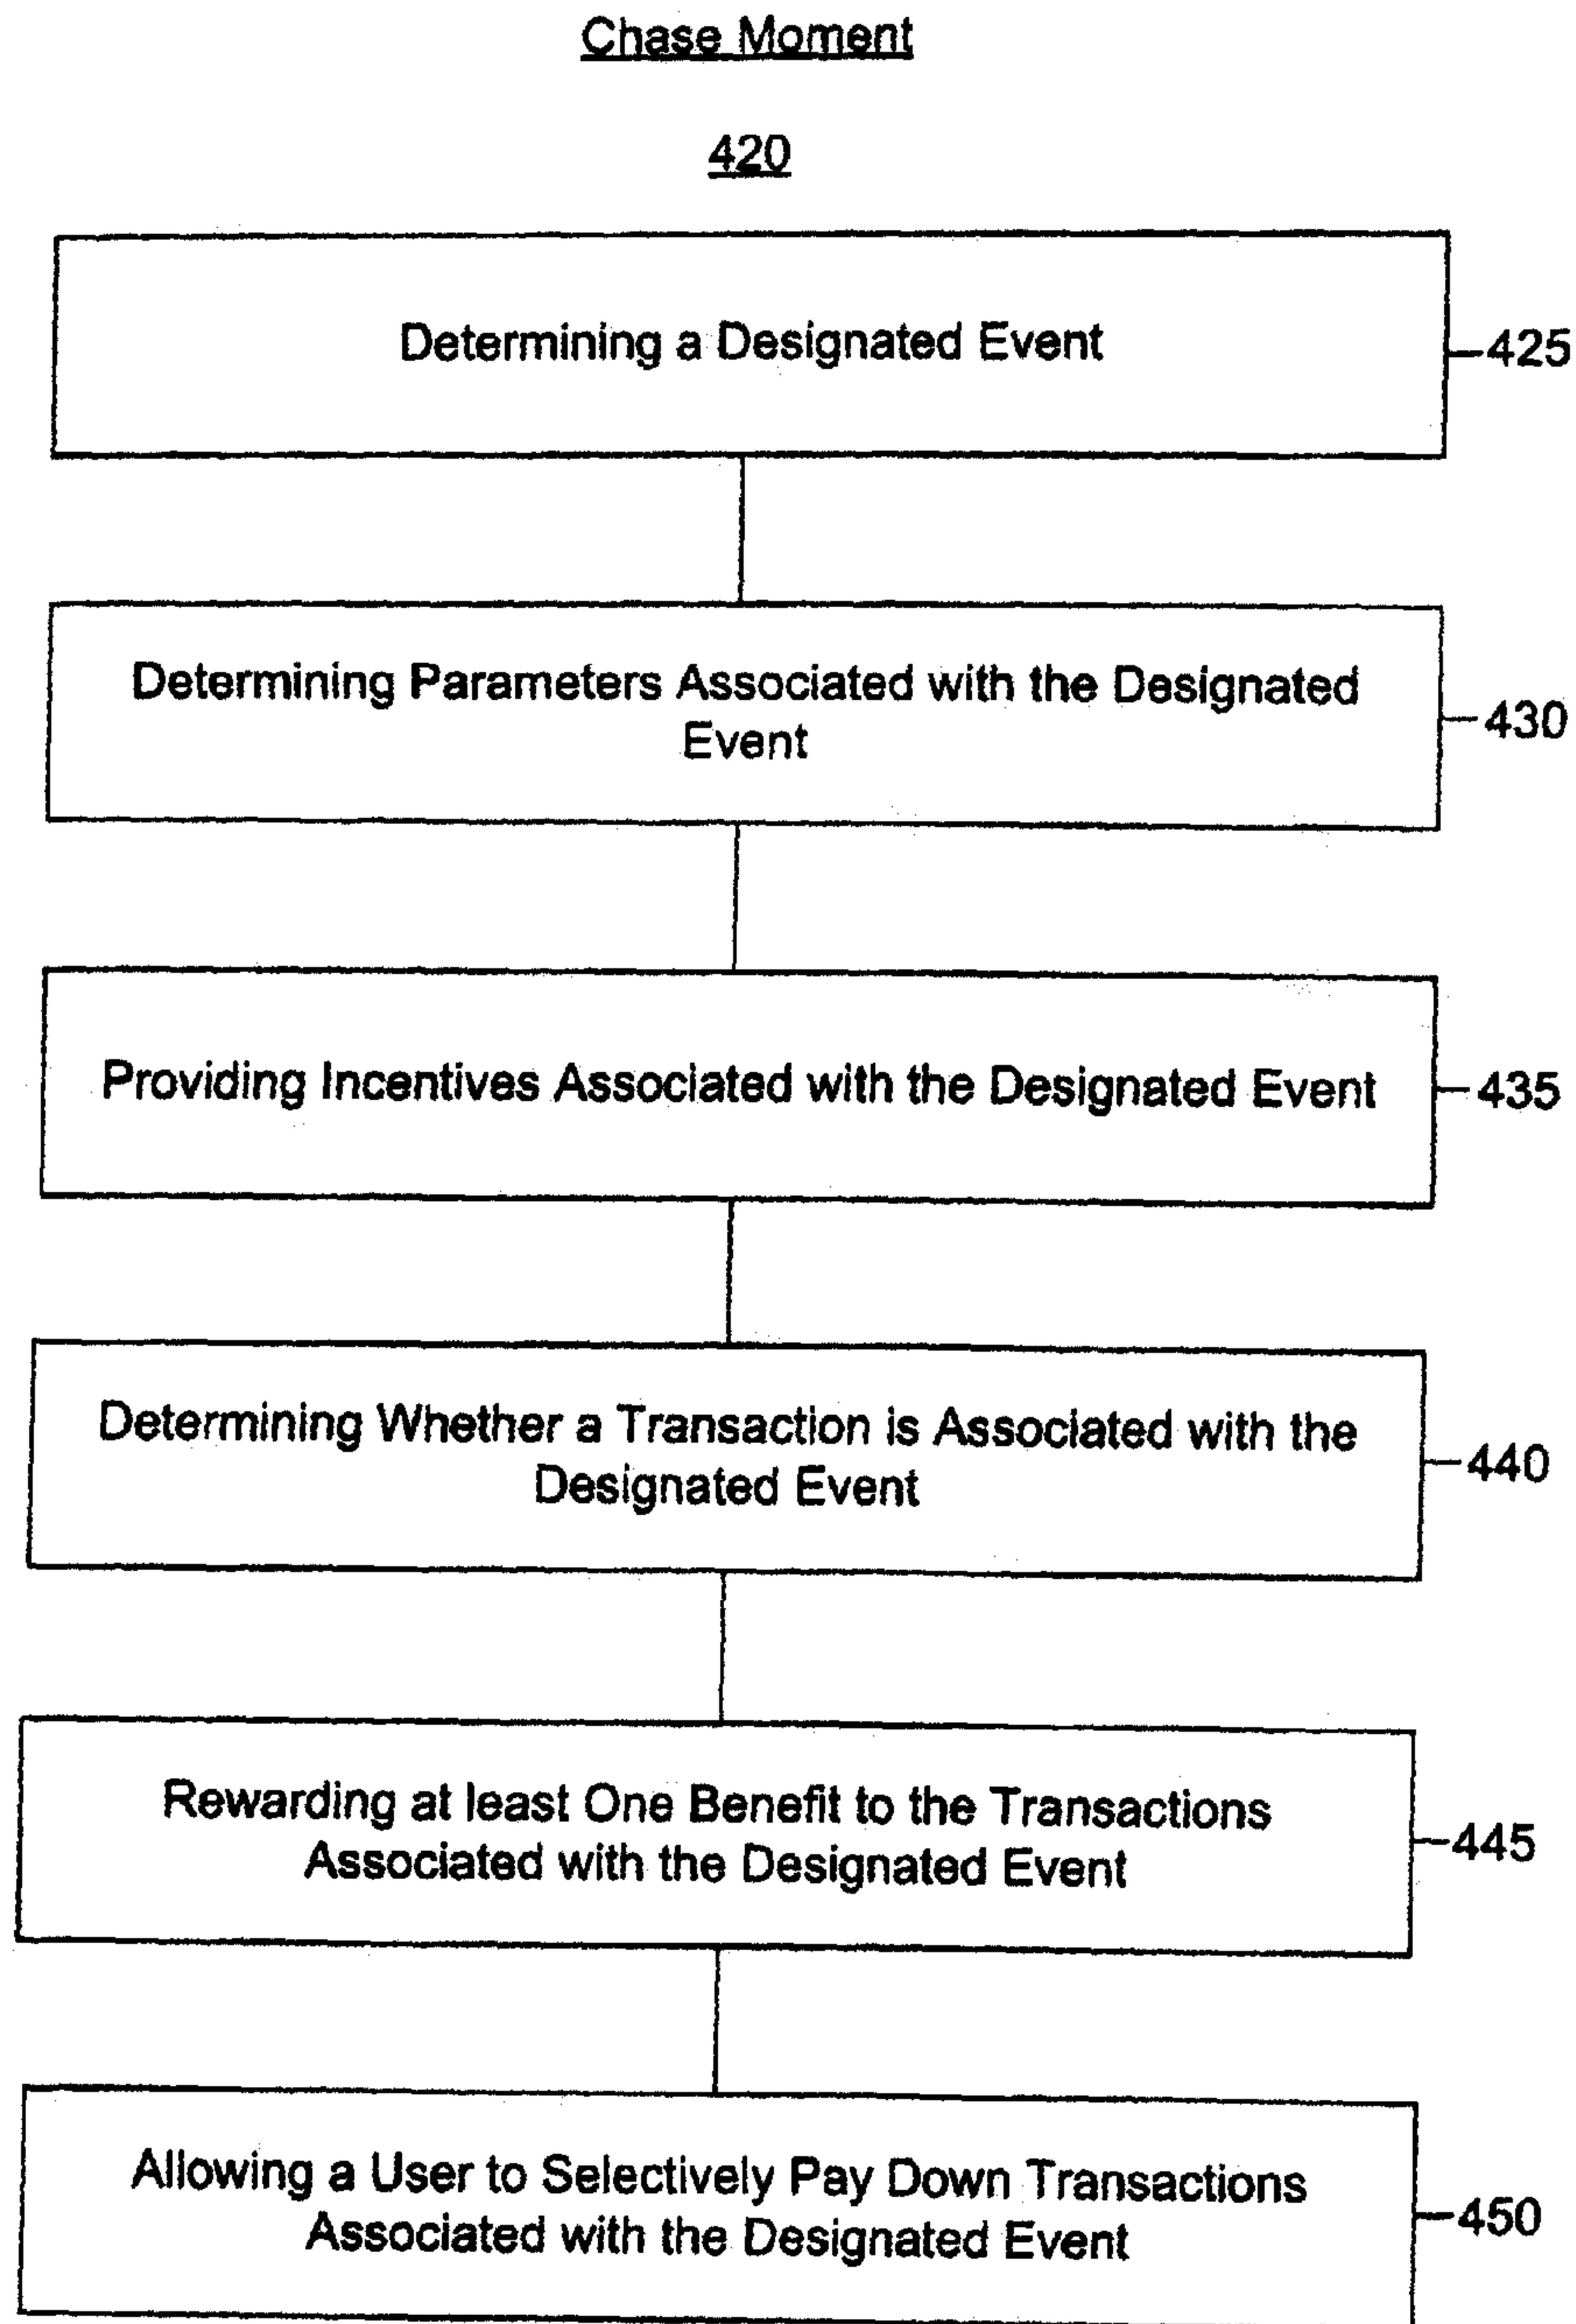 Chase Moment
420
Determining a Designated Event
425
Determining Parameters Associated with the Designated
Event
430
Providing Incentives Associated with the Designated Event
435
Determining Whether a Transaction is Associated with the
Designated Event
440
Rewarding at least One Benefit to the Transactions
Associated with the Designated Event
445
Allowing a User to Selectively Pay Down Transactions
Associated with the Designated Event
450